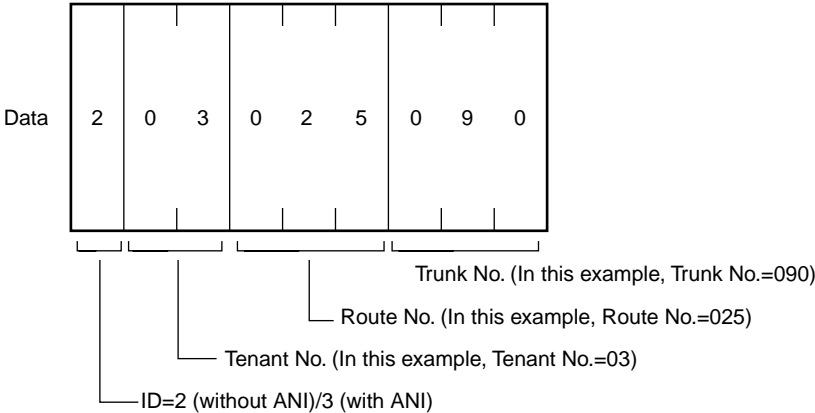 Data 2 0 3 0 2 5 0 9 0
Trunk No. (In this example, Trunk No.=090)
Route No. (In this example, Route No.=025)
Tenant No. (In this example, Tenant No.=03)
ID=2 (without ANI)/3 (with ANI)